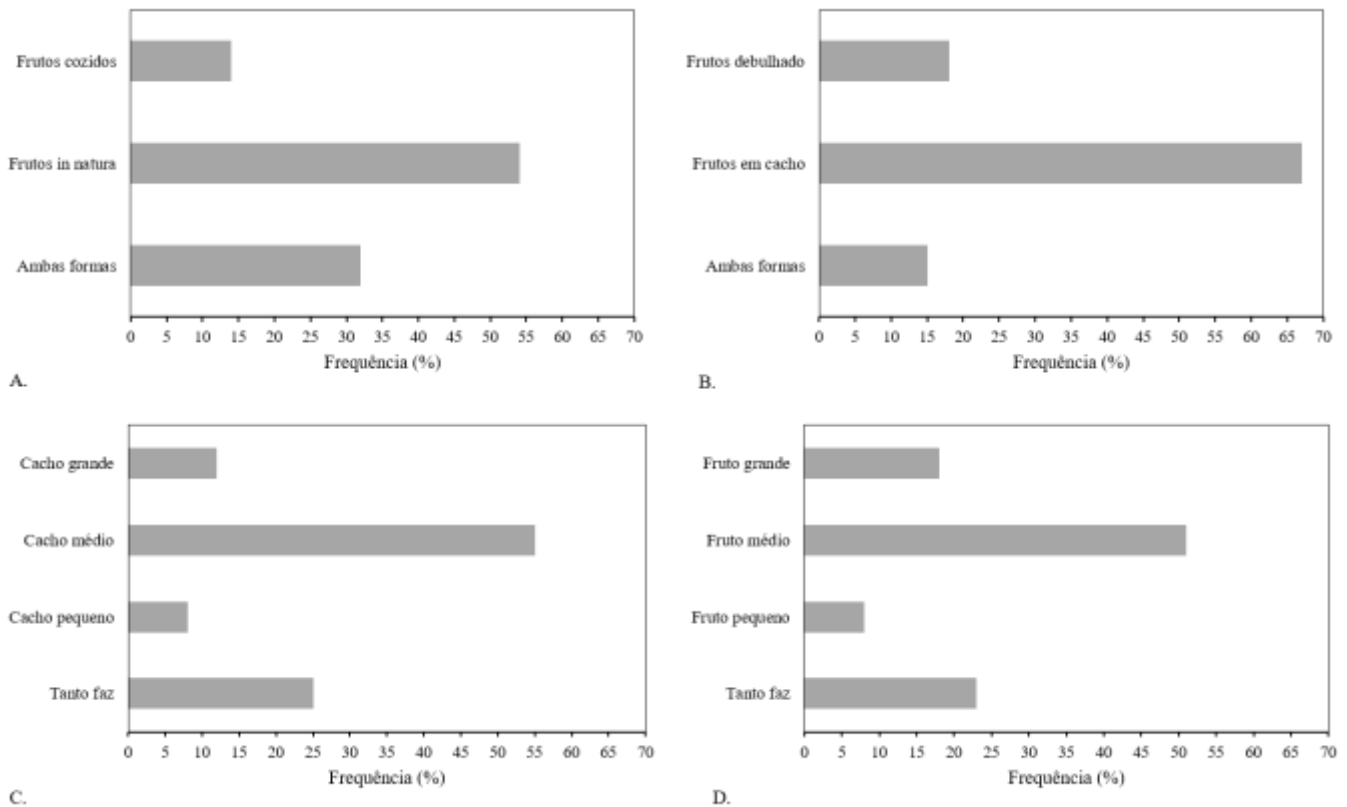 Frutos cozidos
Frutos in natura
Ambas formas
0 5 10 15 20 25 30 35 40 45 50 55 60 65 70
Frequência (%)
A.
Frutos debulhado
Frutos em cacho
Ambas formas
0 5 10 15 20 25 30 35 40 45 50 55 60 65 70
Frequência (%)
B.
Cacho grande
Cacho médio
Cacho pequeno
Tanto faz
0 5 10 15 20 25 30 35 40 45 50 55 60 65 70
Frequência (%)
C.
Fruto grande
Fruto médio
Fruto pequeno
Tanto faz
0 5 10 15 20 25 30 35 40 45 50 55 60 65 70
Frequência (%)
D.